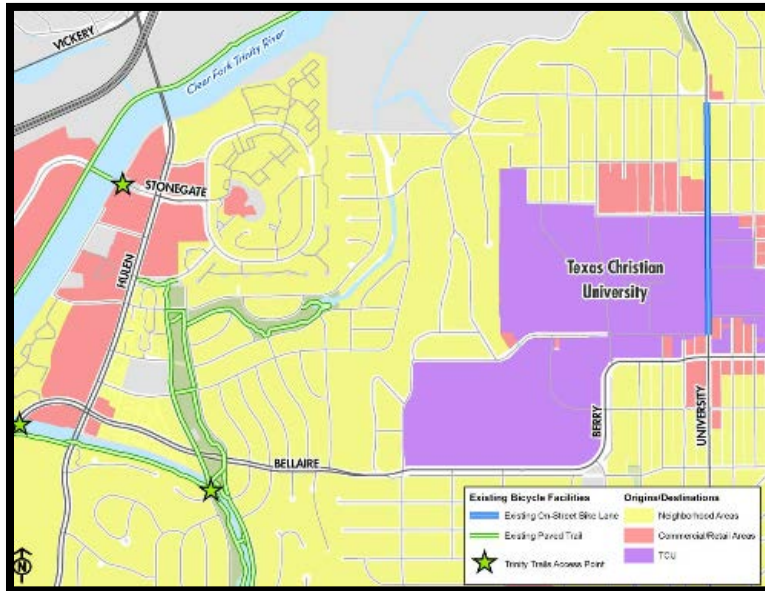 VICKERY
Clear Fork Trinity River
STONEGATE
HULEN
Texas Christian
University
BERRY
UNIVERSITY
BELLAIRE
Existing Bicycle Facilities
Existing On-Street Bike Lane
Existing Paved Trail
Trinity Trails Access Point
Origins/Destinations
Neighborhood Areas
Commercial/Retail Areas
TCU
N